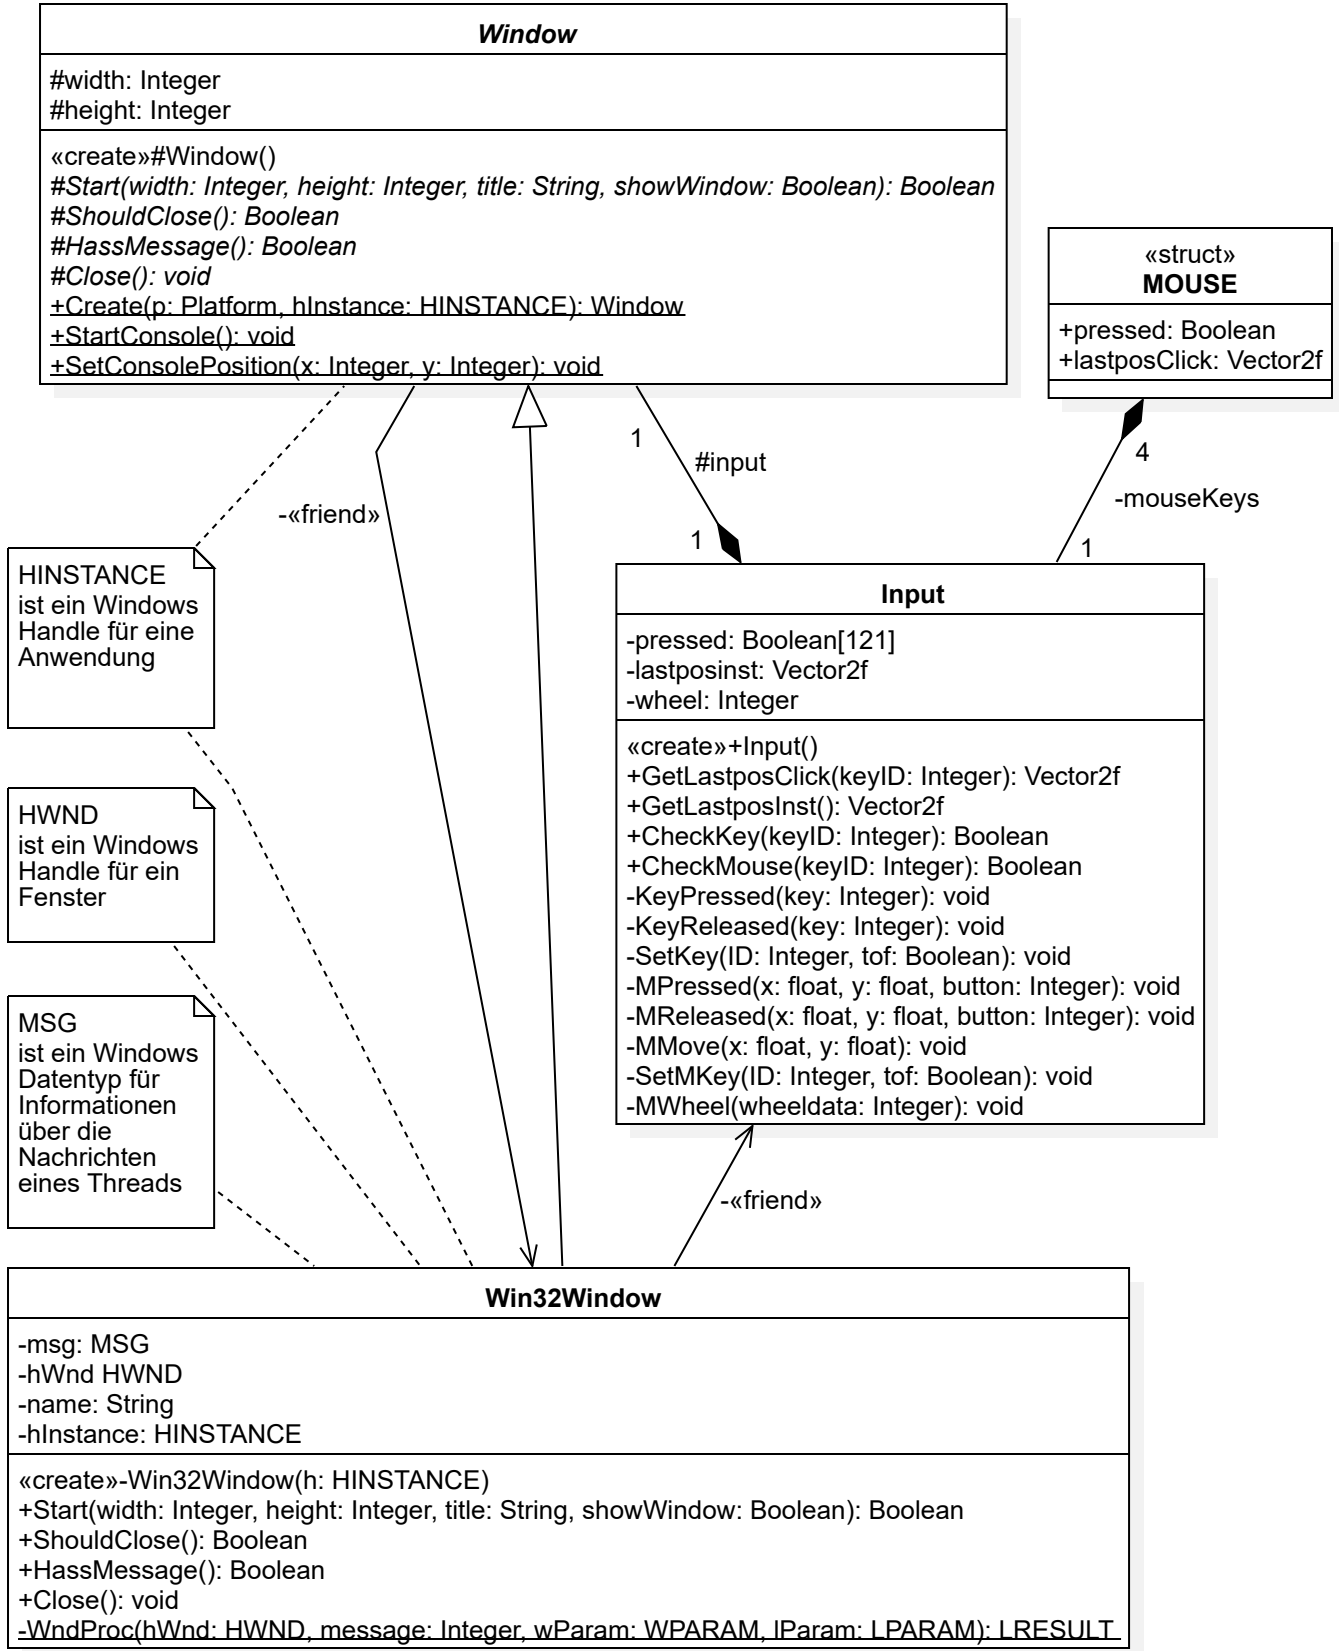 Window
#width: Integer
#height: Integer
«create»#Window()
#Start(width: Integer, height: Integer, title: String, showWindow: Boolean): Boolean
#ShouldClose(): Boolean
#HassMessage(): Boolean
#Close(): void
+Create(p: Platform, hInstance: HINSTANCE): Window
+StartConsole(): void
+SetConsolePosition(x: Integer, y: Integer): void
«struct»
MOUSE
+pressed: Boolean
+lastposClick: Vector2f
1
#input
1
4
-mouseKeys
1
-«friend»
HINSTANCE
ist ein Windows
Handle für eine
Anwendung
HWND
ist ein Windows
Handle für ein
Fenster
MSG
ist ein Windows
Datentyp für
Informationen
über die
Nachrichten
eines Threads
Input
-pressed: Boolean[121]
-lastposinst: Vector2f
-wheel: Integer
«create»+Input()
+GetLastposClick(keyID: Integer): Vector2f
+GetLastposInst(): Vector2f
+CheckKey(keyID: Integer): Boolean
+CheckMouse(keyID: Integer): Boolean
-KeyPressed(key: Integer): void
-KeyReleased(key: Integer): void
-SetKey(ID: Integer, tof: Boolean): void
-MPressed(x: float, y: float, button: Integer): void
-MReleased(x: float, y: float, button: Integer): void
-MMove(x: float, y: float): void
-SetMKey(ID: Integer, tof: Boolean): void
-MWheel(wheeldata: Integer): void
-«friend»
Win32Window
-msg: MSG
-hWnd HWND
-name: String
-hInstance: HINSTANCE
«create»-Win32Window(h: HINSTANCE)
+Start(width: Integer, height: Integer, title: String, showWindow: Boolean): Boolean
+ShouldClose(): Boolean
+HassMessage(): Boolean
+Close(): void
-WndProc(hWnd: HWND, message: Integer, wParam: WPARAM, lParam: LPARAM): LRESULT